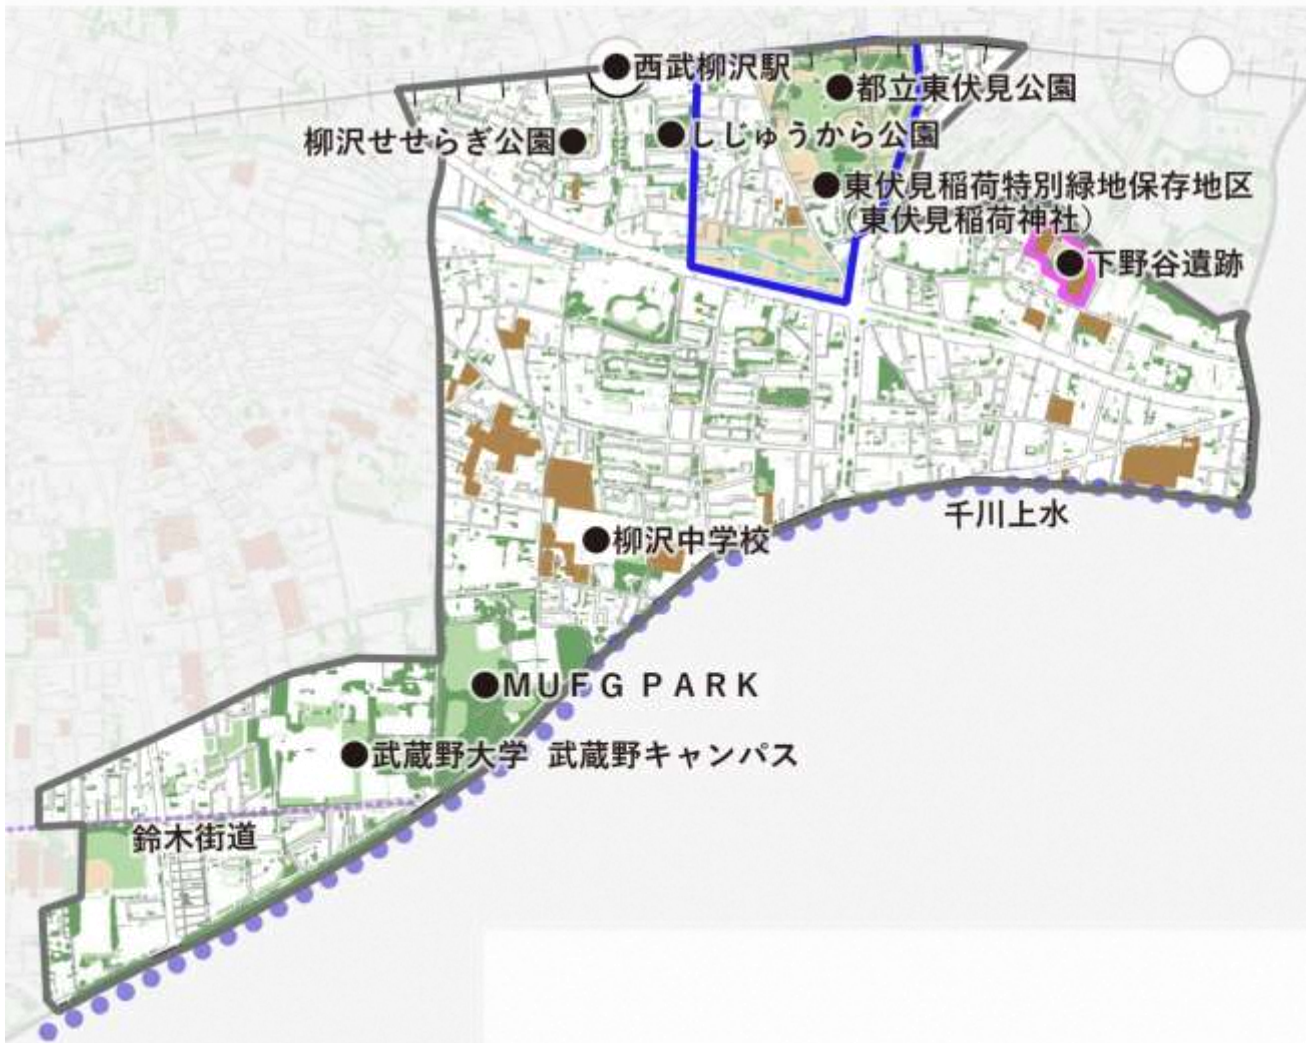 西武柳沢駅
都立東伏見公園
柳沢せせらぎ公園
しじゅうから公園
東伏見稲荷特別緑地保存地区
（東伏見稲荷神社）
下野谷遺跡
千川上水
柳沢中学校
ＭＵＦＧ ＰＡＲＫ
武蔵野大学 武蔵野キャンパス
鈴木街道